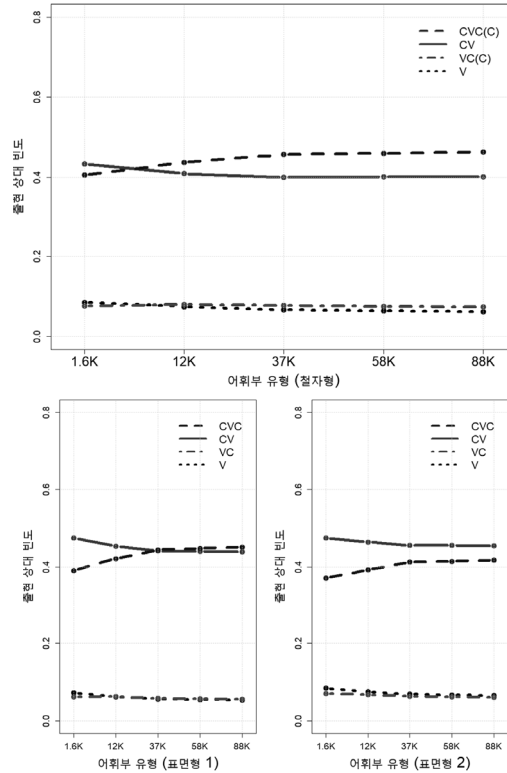 0.8
0.6
0.4
0.2
0.0
출현 상대 빈도
CVC(C)
CV
VC(C)
V
1.6K 12K 37K 58K 88K
어휘부 유형 (철자형)
0.8
0.6
0.4
0.2
0.0
출현 상대 빈도
CVC
CV
VC
V
1.6K 12K 37K 58K 88K
어휘부 유형 (표면형 1)
0.8
0.6
0.4
0.2
0.0
출현 상대 빈도
CVC
CV
VC
V
1.6K 12K 37K 58K 88K
어휘부 유형 (표면형 2)